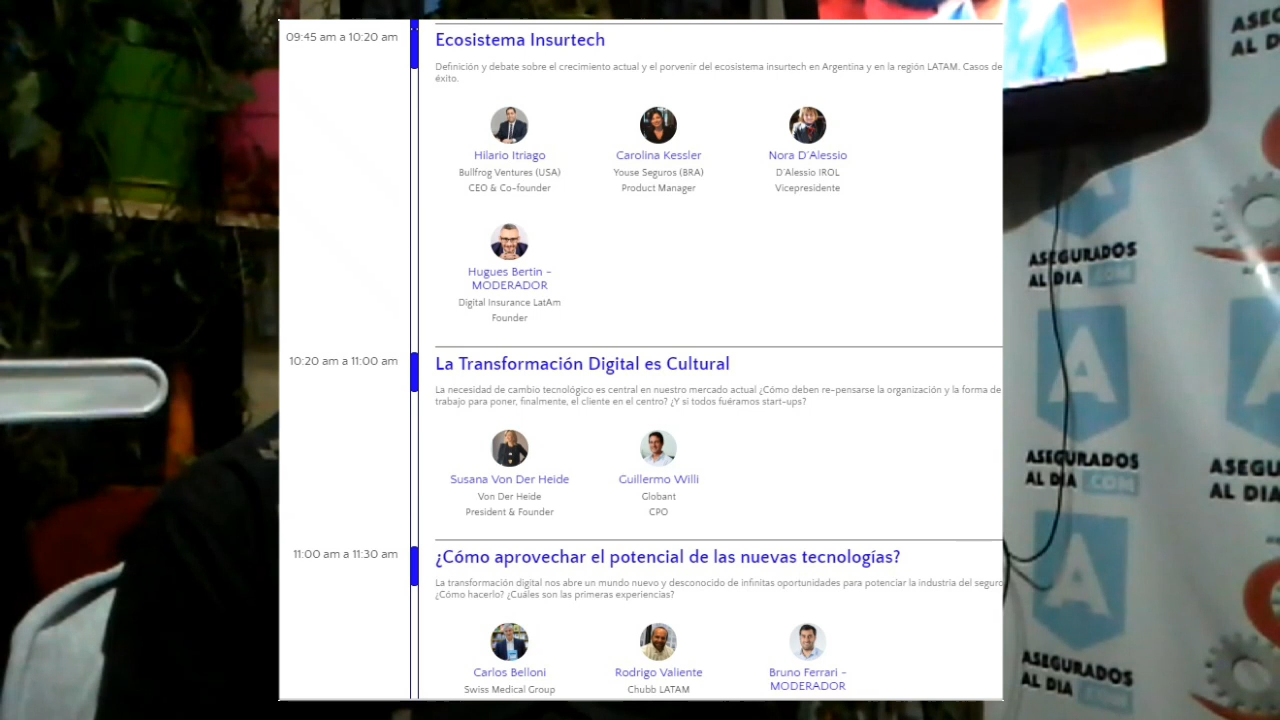 09:45 am a 10:20 am
Ecosistema Insurtech
Definición y debate sobre el crecimiento actual y el porvenir del ecosistema insurtech en Argentina y en la región LATAM. Casos de
éxito.
Hilario Itriago
Bullfrog Ventures (USA)
CEO & Co-founder
Carolina Kessler
Youse Seguros (BRA)
Product Manager
Nora D'Alessio
D'Alessio IROL
Vicepresidente
Hugues Bertin –
MODERADOR
Digital Insurance LatAm
Founder
10:20 am a 11:00 am
La Transformación Digital es Cultural
La necesidad de cambio tecnológico es central en nuestro mercado actual ¿Cómo deben re-pensarse la organización y la forma de
trabajo para poner, finalmente, el cliente en el centro? ¿Y si todos fuéramos start-ups?
Susana Von Der Heide
Von Der Heide
President & Founder
Guillermo Willi
Globant
CPO
11:00 am a 11:30 am
¿Cómo aprovechar el potencial de las nuevas tecnologías?
La transformación digital nos abre un mundo nuevo y desconocido de infinitas oportunidades para potenciar la industria del seguro
¿Cómo hacerlo? ¿Cuáles son las primeras experiencias?
Carlos Belloni
Swiss Medical Group
Rodrigo Valiente
Chubb LATAM
Bruno Ferrari –
MODERADOR
ASEG
AL D
ASEGURADOS
AL DIA .COM
ASEGURADOS
AL DIA .COM
ASEGU
AL DIA
ASEGURADOS
AL DIA .COM